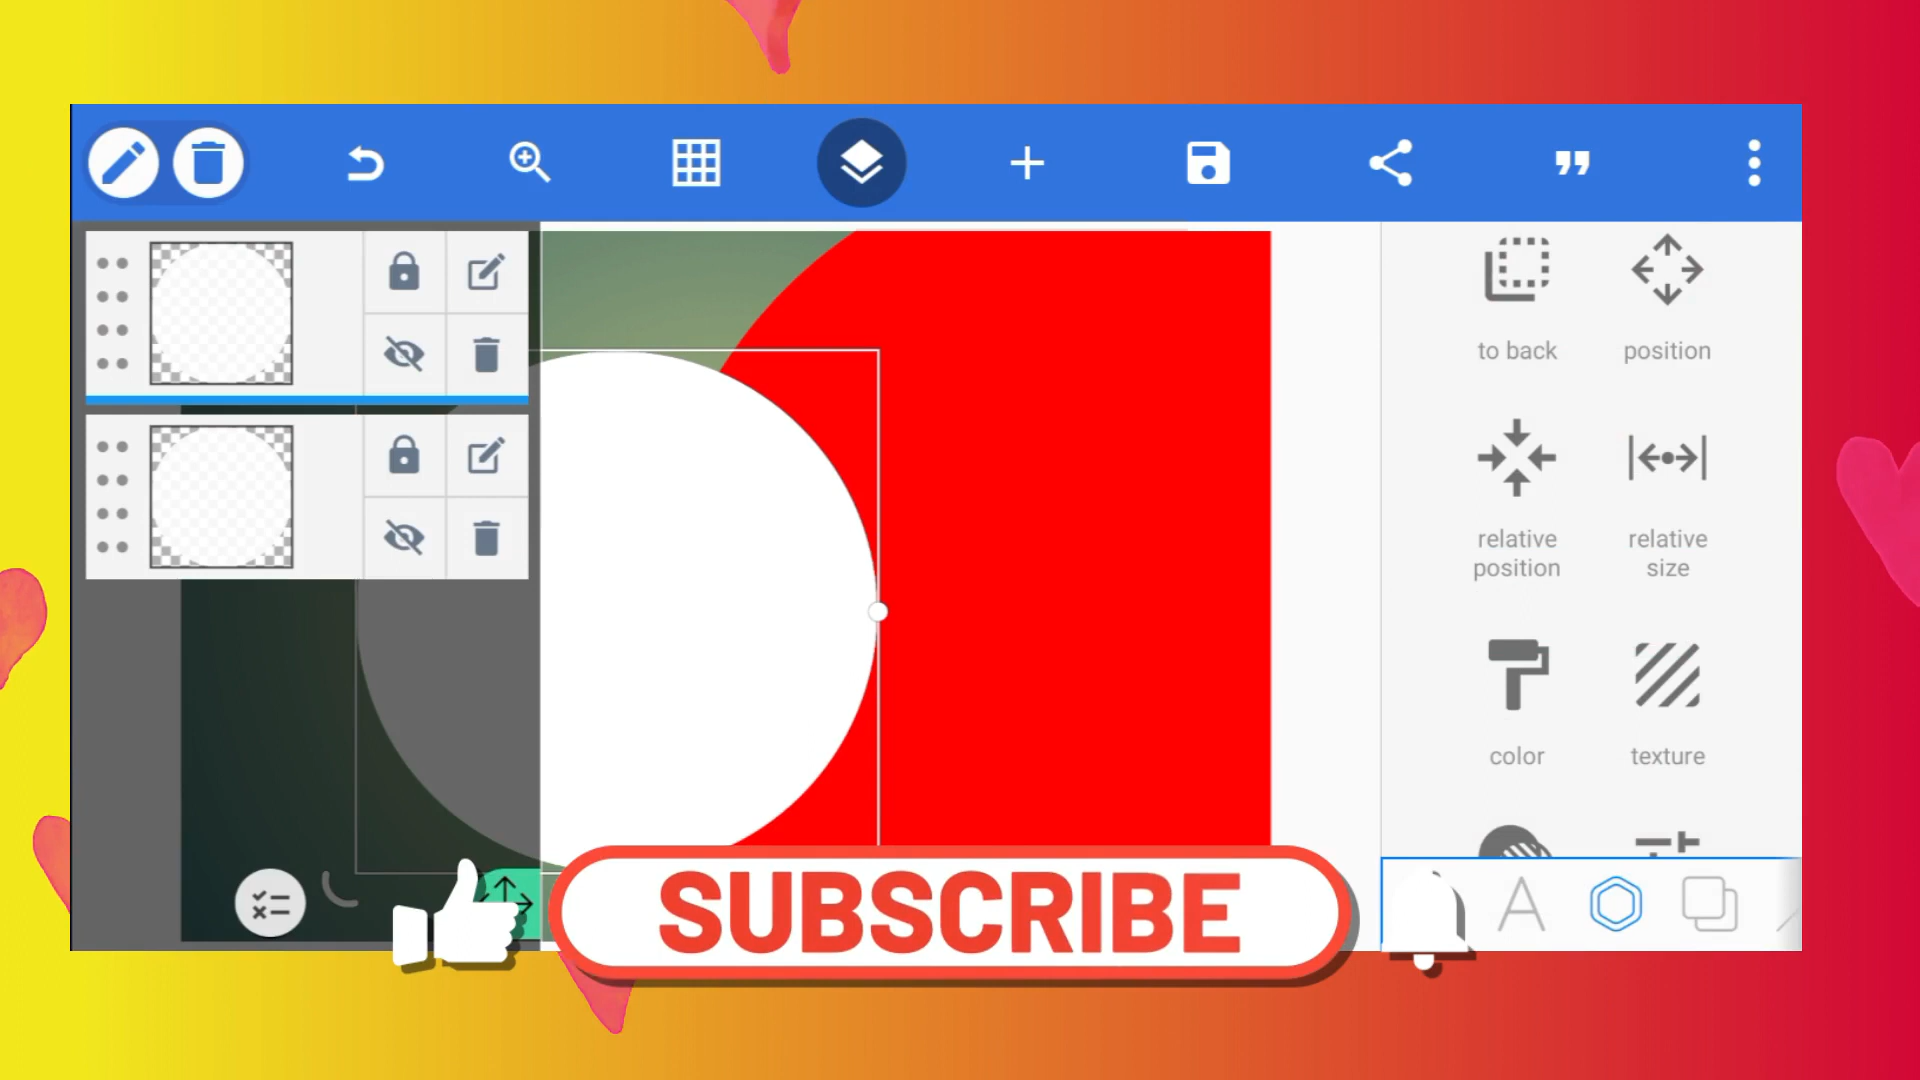 to back
position
relative
position
relative
size
color
texture
SUBSCRIBE